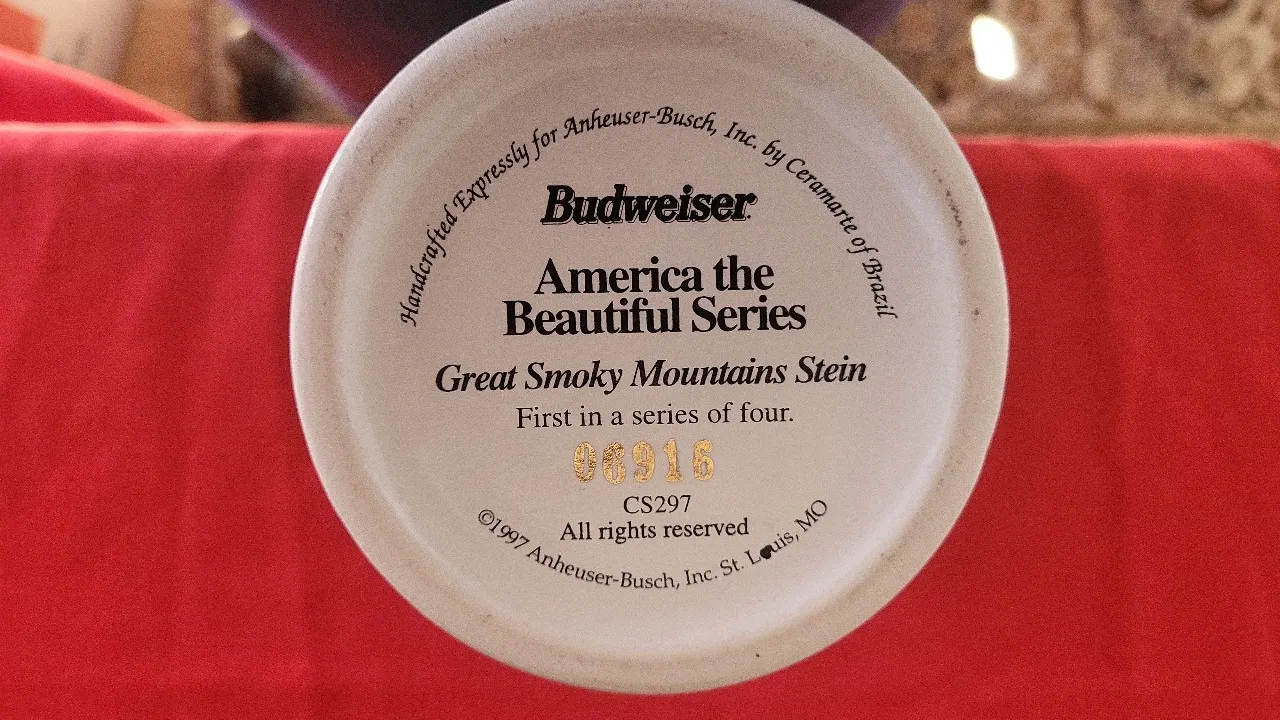 Handcrafted Expressly for Anheuser-Busch, Inc. by Ceramarte of Brazil
Budweiser
America the
Beautiful Series
Great Smoky Mountains Stein
First in a series of four.
08916
CS297
All rights reserved
©1997 Anheuser-Busch, Inc. St. Louis, MO